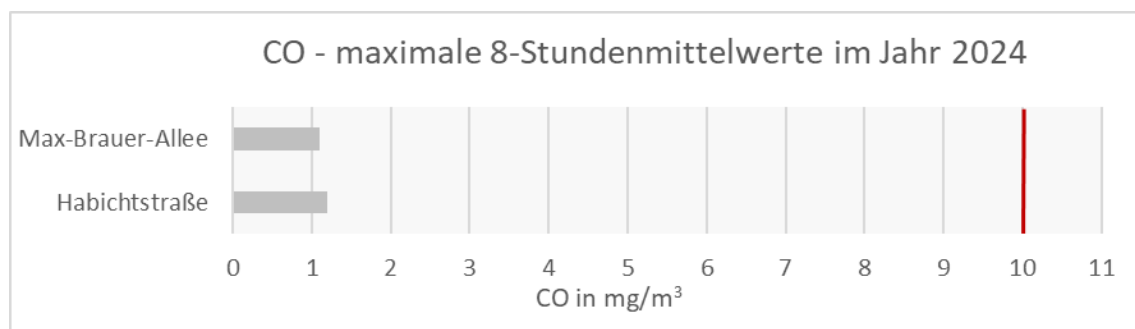 CO - maximale 8-Stundenmittelwerte im Jahr 2024
Max-Brauer-Allee
Habichtstraße
0 1 2 3 4 5 6 7 8 9 10 11
CO in mg/m³